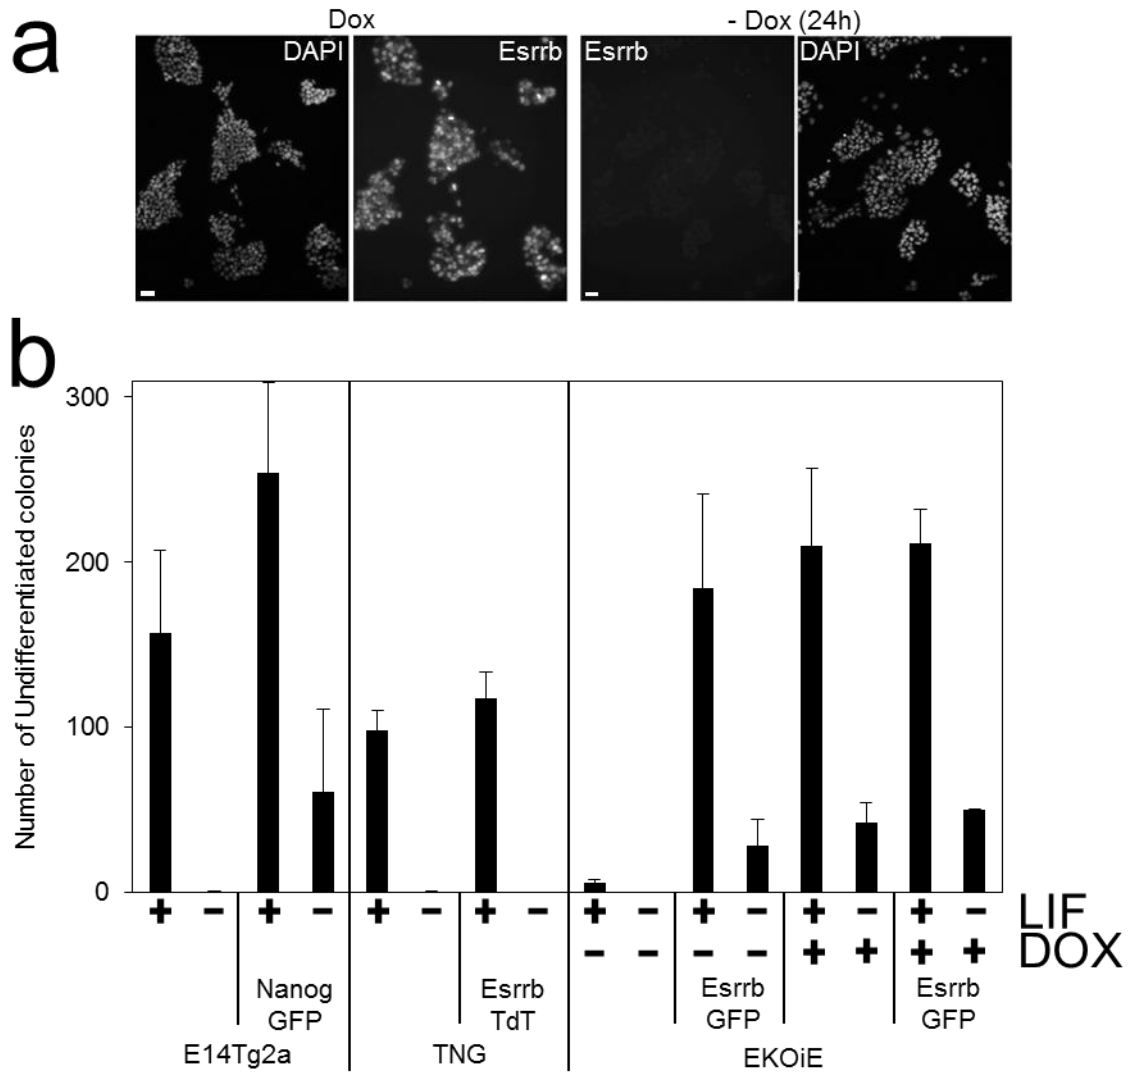 a
Dox
- Dox (24h)
DAPI
Esrrb
Esrrb
DAPI
b
Number of Undifferentiated colonies
300
200
100
0
+ − + − + − + − + − + − + − + − LIF
− − − − + + + + DOX
Nanog
GFP
Esrrb
TdT
Esrrb
GFP
Esrrb
GFP
E14Tg2a
TNG
EKOiE